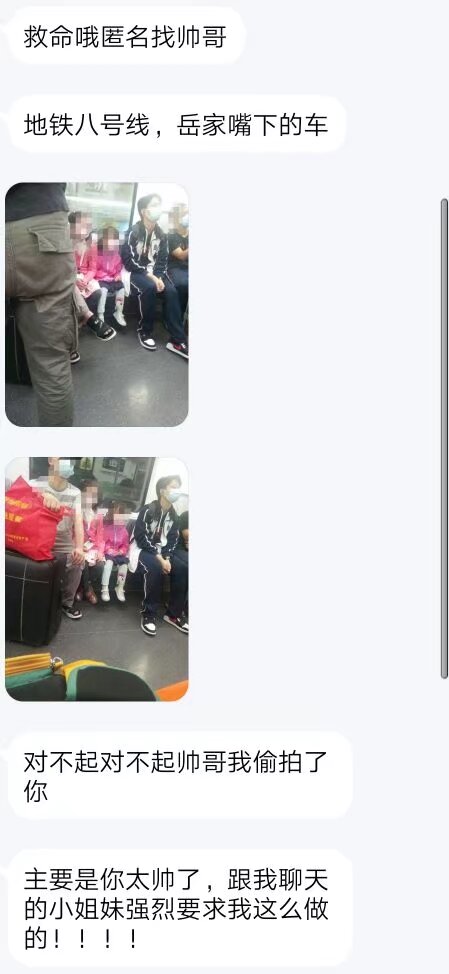 救命哦匿名找帅哥
地铁八号线，岳家嘴下的车
对不起对不起帅哥我偷拍了
你
主要是你太帅了，跟我聊天
的小姐妹强烈要求我这么做
的！！！！